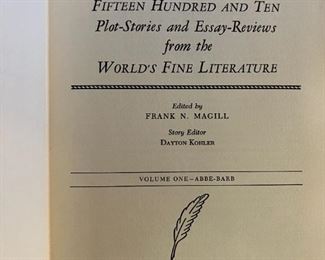 FIFTEEN HUNDRED AND TEN
Plot-Stories and Essay-Reviews
from the
WORLD'S FINE LITERATURE
Edited by
FRANK N. MAGILL
Story Editor
DAYTON KOHLER
VOLUME ONE—ABBE-BARB